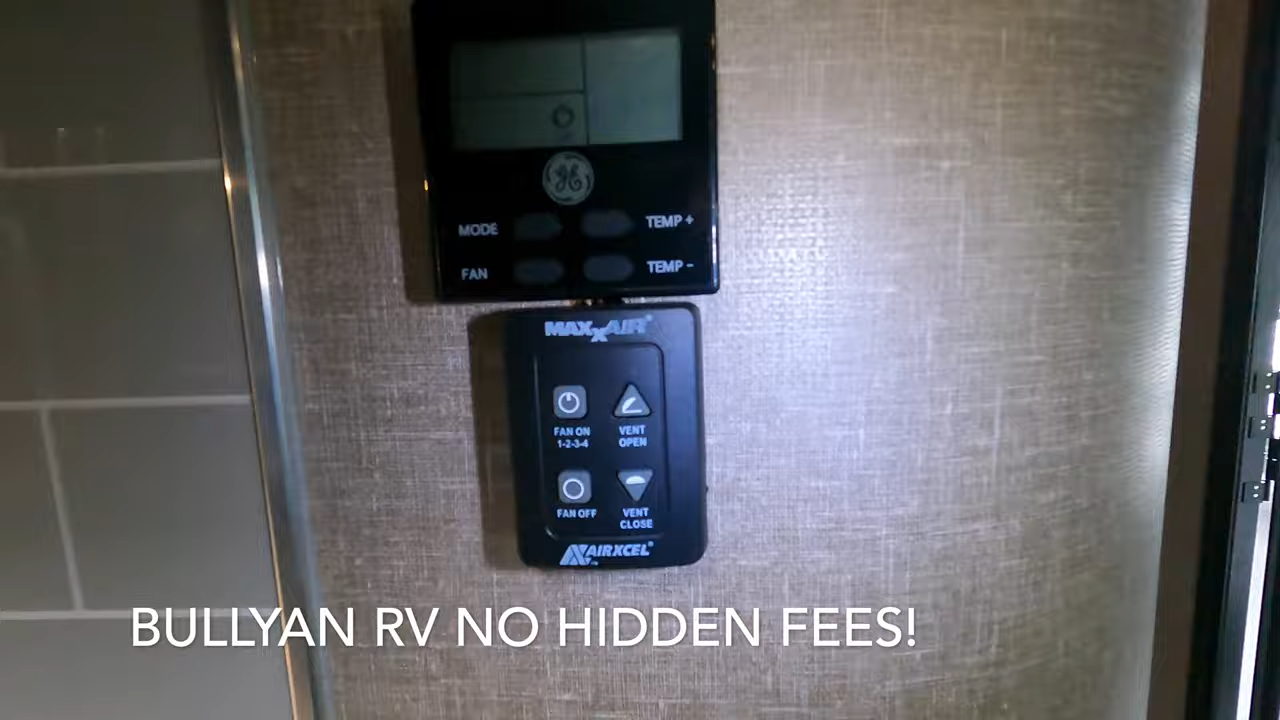 MODE
TEMP +
FAN
TEMP -
MAXXAIR®
FAN ON
1-2-3-4
VENT
OPEN
FAN OFF
VENT
CLOSE
AIRXCEL®
BULLYAN RV NO HIDDEN FEES!